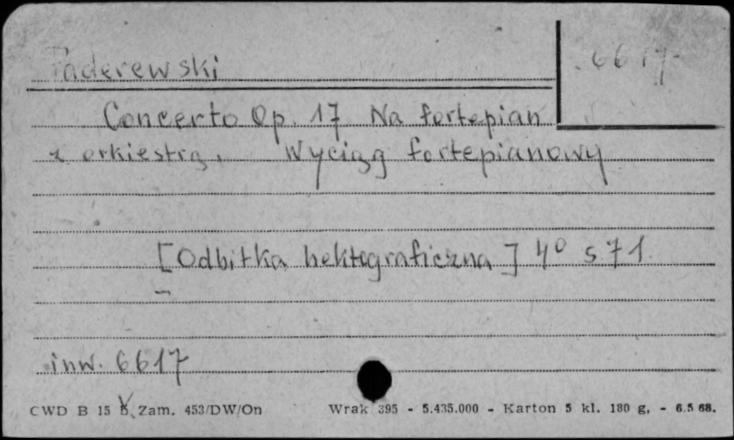 Paderewski
6617
Concerto Op. 17 Na fortepian
z orkiestrą, Wyciąg fortepianowy
[Odbitka hektograficzna] 4º s 71
inw. 6617
CWD B 15 Zam. 453/DW/On Wrak 395 - 5.435.000 - Karton 5 kl. 180 g, - 6.5 68.